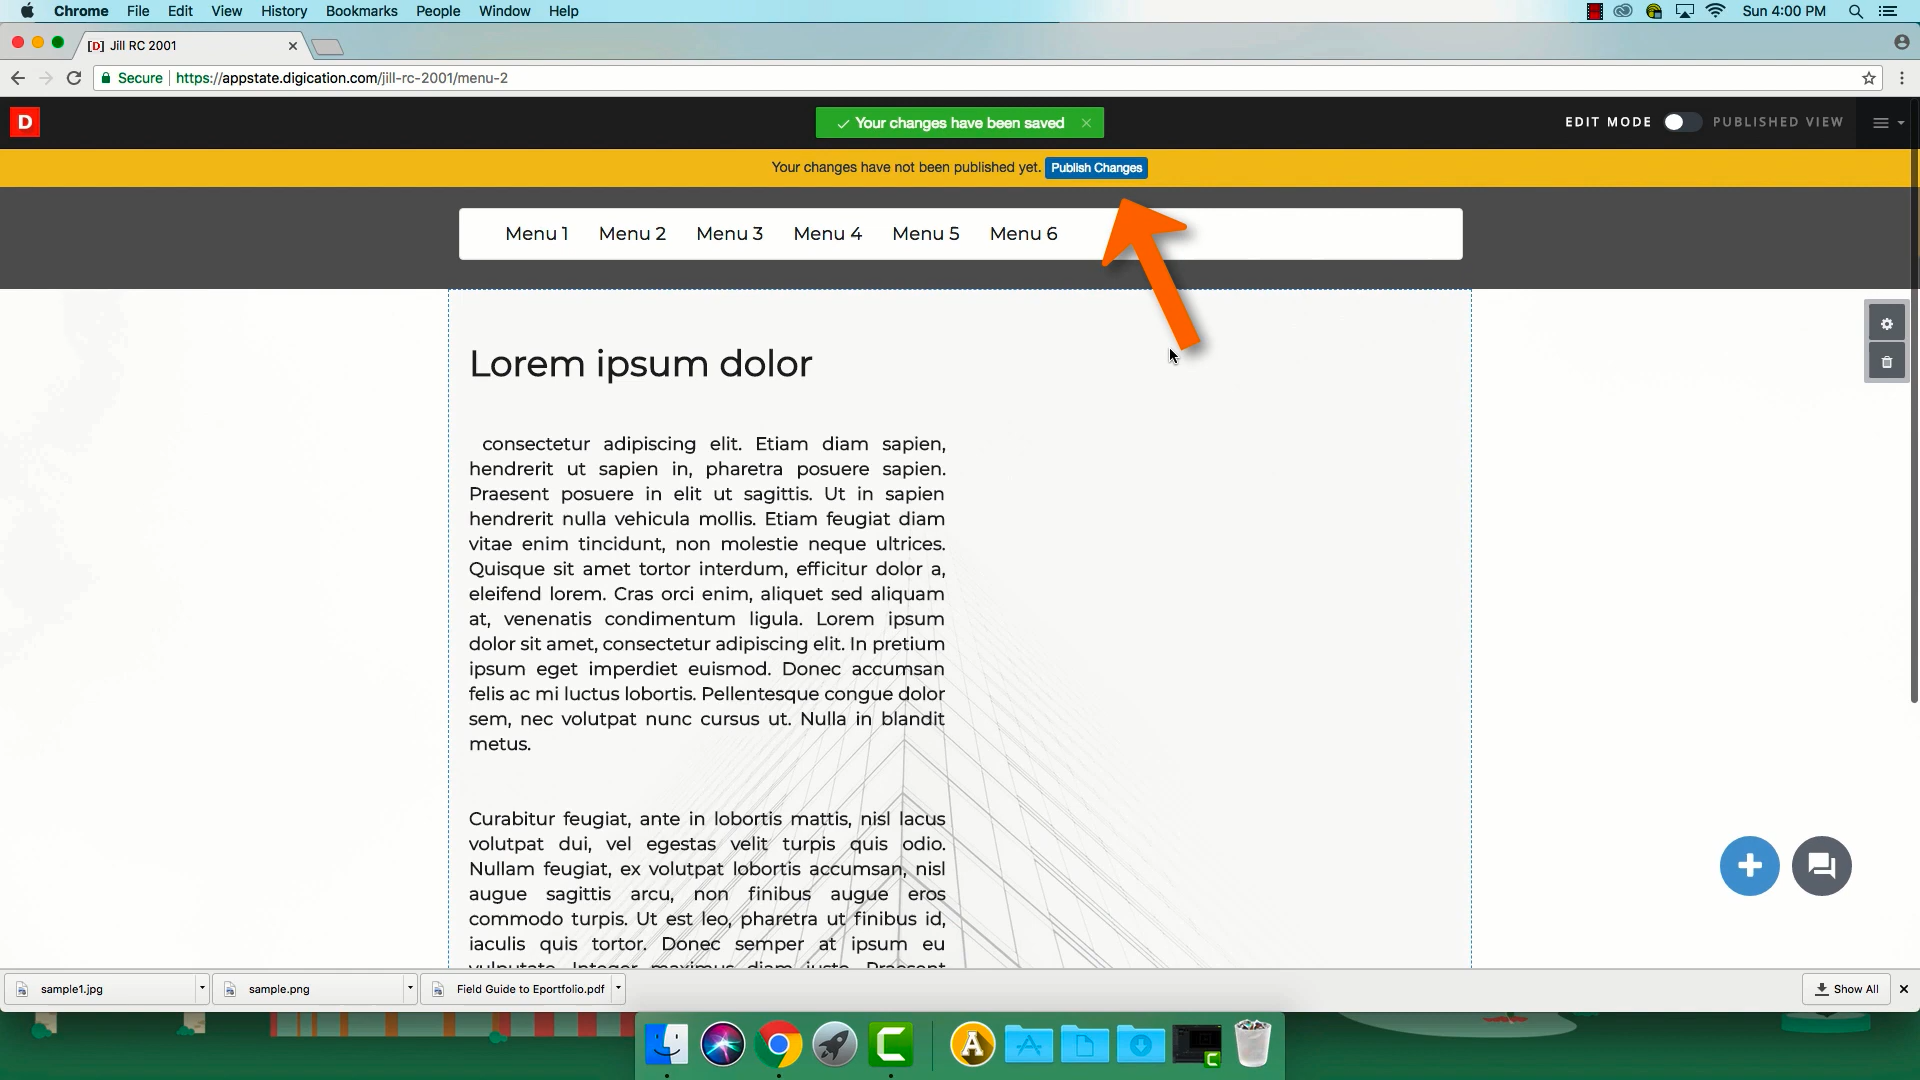 Chrome File Edit View History Bookmarks People Window Help Sun 4:00 PM
[D] Jill RC 2001
Secure https://appstate.digication.com/jill-rc-2001/menu-2
D Your changes have been saved EDIT MODE PUBLISHED VIEW
Your changes have not been published yet. Publish Changes
Menu 1 Menu 2 Menu 3 Menu 4 Menu 5 Menu 6
Lorem ipsum dolor
consectetur adipiscing elit. Etiam diam sapien,
hendrerit ut sapien in, pharetra posuere sapien.
Praesent posuere in elit ut sagittis. Ut in sapien
hendrerit nulla vehicula mollis. Etiam feugiat diam
vitae enim tincidunt, non molestie neque ultrices.
Quisque sit amet tortor interdum, efficitur dolor a,
eleifend lorem. Cras orci enim, aliquet sed aliquam
at, venenatis condimentum ligula. Lorem ipsum
dolor sit amet, consectetur adipiscing elit. In pretium
ipsum eget imperdiet euismod. Donec accumsan
felis ac mi luctus lobortis. Pellentesque congue dolor
sem, nec volutpat nunc cursus ut. Nulla in blandit
metus.
Curabitur feugiat, ante in lobortis mattis, nisl lacus
volutpat dui, vel egestas velit turpis quis odio.
Nullam feugiat, ex volutpat lobortis accumsan, nisl
augue sagittis arcu, non finibus augue eros
commodo turpis. Ut est leo, pharetra ut finibus id,
iaculis quis tortor. Donec semper at ipsum eu
vulputate. Integer maximus diam justo. Praesent
sample1.jpg sample.png Field Guide to Eportfolio.pdf Show All